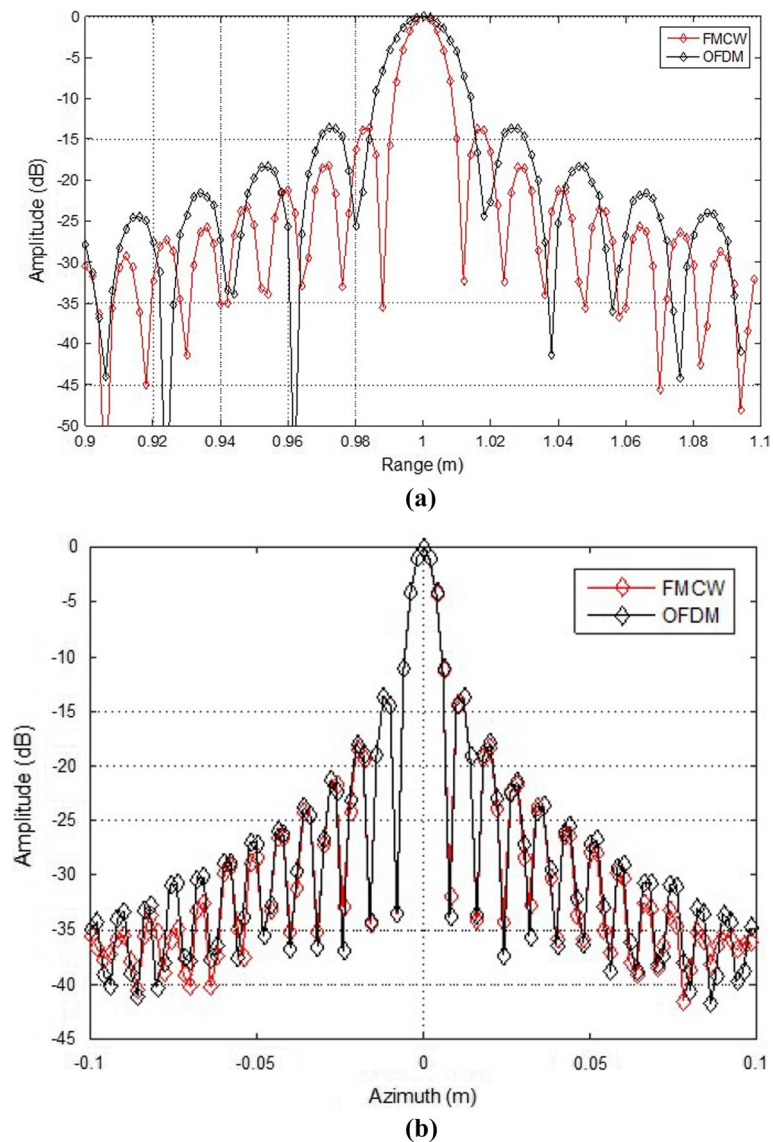 0
-5
-10
-15
-20
-25
-30
-35
-40
-45
-50
Amplitude (dB)
FMCW
OFDM
0.9 0.92 0.94 0.96 0.98 1 1.02 1.04 1.06 1.08 1.1
Range (m)
(a)
0
-5
-10
-15
-20
-25
-30
-35
-40
-45
Amplitude (dB)
FMCW
OFDM
-0.1 -0.05 0 0.05 0.1
Azimuth (m)
(b)